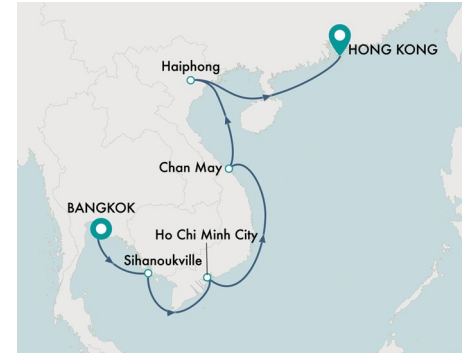 HONG KONG
Haiphong
Chan May
BANGKOK
Ho Chi Minh City
Sihanoukville